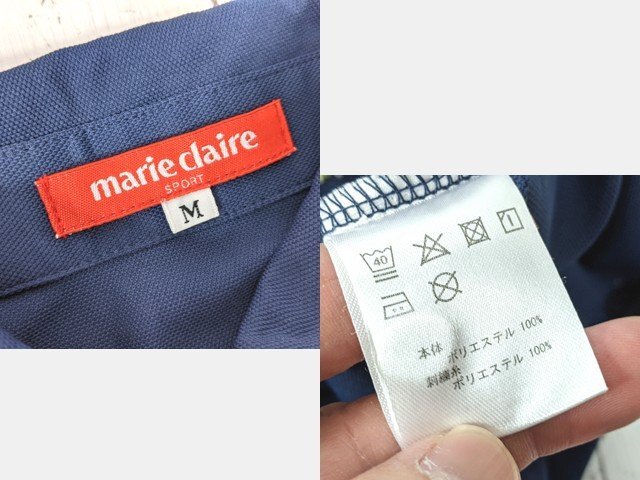 marie claire
SPORT
M
40
本体 ポリエステル 100%
刺繍糸
ポリエステル 100%